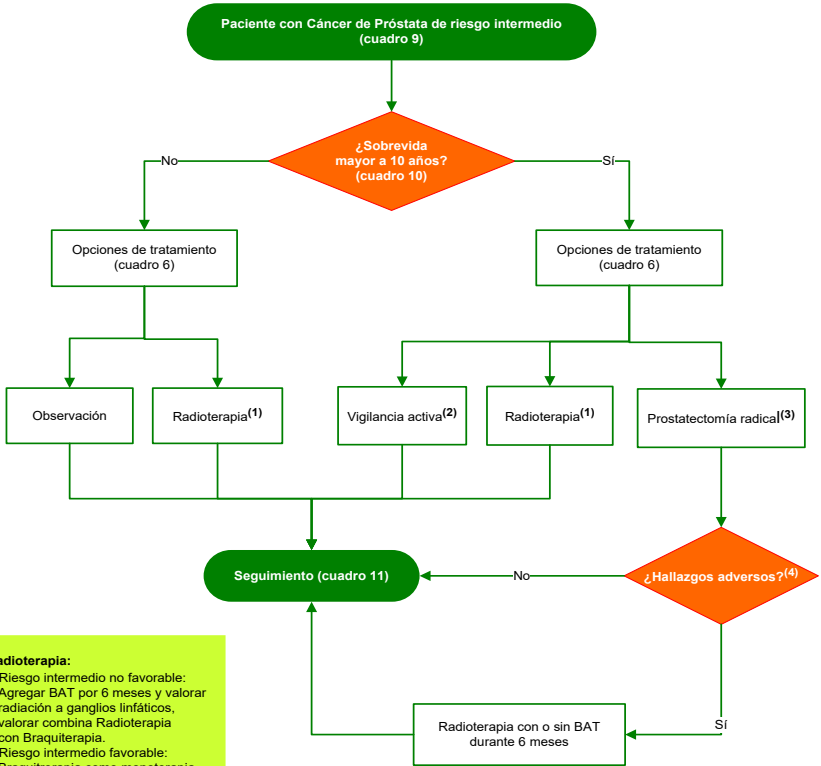 Paciente con Cáncer de Próstata de riesgo intermedio
(cuadro 9)
¿Sobrevida
mayor a 10 años?
(cuadro 10)
No
Sí
Opciones de tratamiento
(cuadro 6)
Opciones de tratamiento
(cuadro 6)
Observación
Radioterapia(1)
Vigilancia activa(2)
Radioterapia(1)
Prostatectomía radical(3)
Seguimiento (cuadro 11)
No
¿Hallazgos adversos?(4)
Sí
Radioterapia con o sin BAT
durante 6 meses
adioterapia:
Riesgo intermedio no favorable:
Agregar BAT por 6 meses y valorar
radiación a ganglios linfáticos,
valorar combina Radioterapia
con Braquiterapia.
Riesgo intermedio favorable: